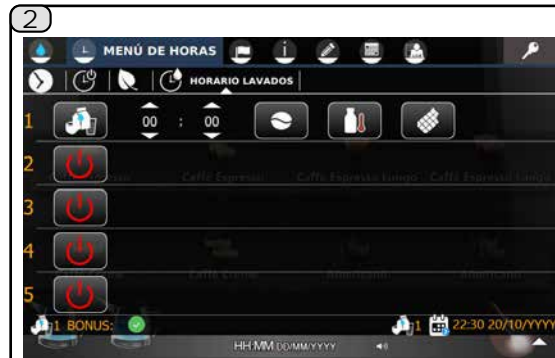 2
MENÚ DE HORAS
HORARIO LAVADOS
1 00 : 00
2
Caffè Espresso Caffè Espresso Lungo Caffè Espresso Lungo
3
4
Caffè Crème Americano Americano
5
1 BONUS: 1 22:30 20/10/YYYY
HH:MM DD/MM/YYYY